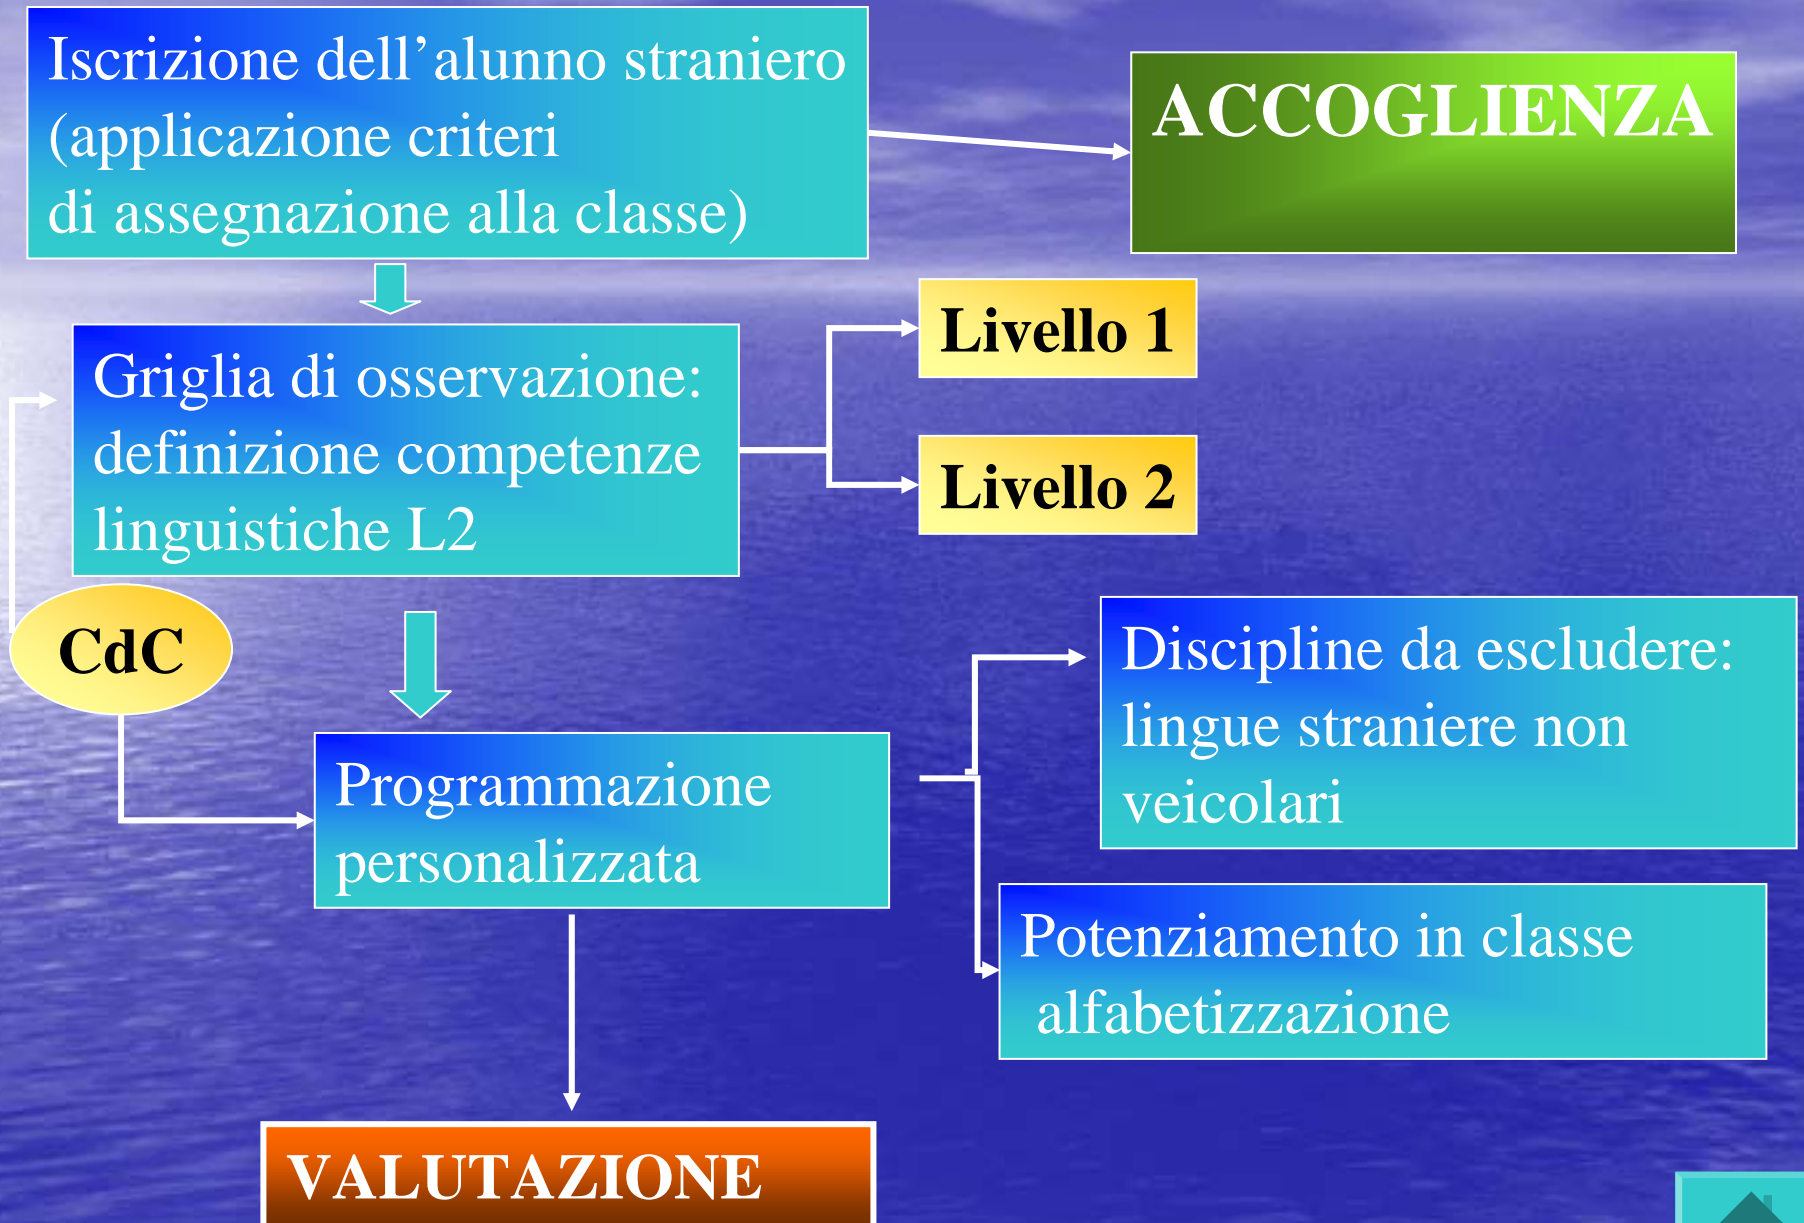 Iscrizione dell’alunno straniero
(applicazione criteri
di assegnazione alla classe)
ACCOGLIENZA
Griglia di osservazione:
definizione competenze
linguistiche L2
Livello 1
Livello 2
CdC
Programmazione
personalizzata
Discipline da escludere:
lingue straniere non
veicolari
Potenziamento in classe
alfabetizzazione
VALUTAZIONE